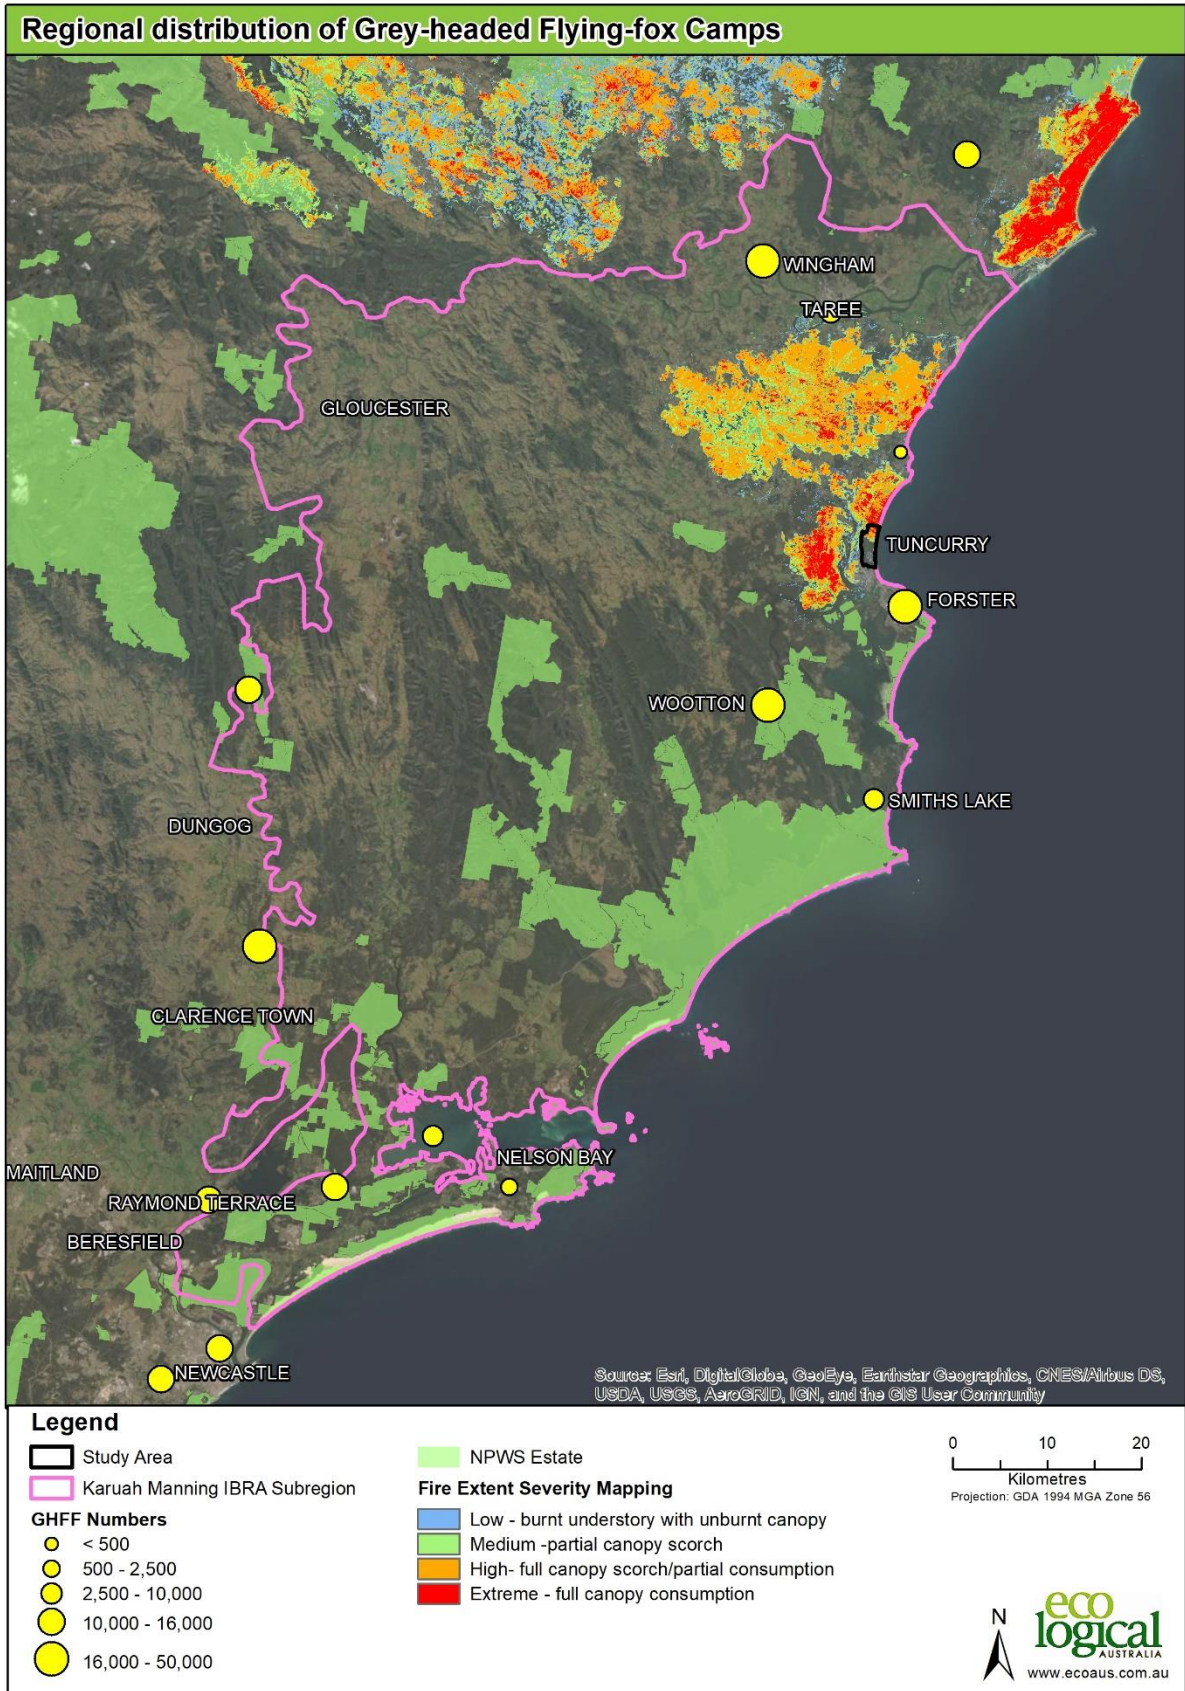 Regional distribution of Grey-headed Flying-fox Camps
WINGHAM
TAREE
GLOUCESTER
TUNCURRY
FORSTER
WOOTTON
SMITHS LAKE
DUNGOG
CLARENCE TOWN
NELSON BAY
MAITLAND
RAYMOND TERRACE
BERESFIELD
NEWCASTLE
Source: Esri, DigitalGlobe, GeoEye, Earthstar Geographics, CNES/Airbus DS,
USDA, USGS, AeroGRID, IGN, and the GIS User Community
Legend
Study Area
Karuah Manning IBRA Subregion
GHFF Numbers
< 500
500 - 2,500
2,500 - 10,000
10,000 - 16,000
16,000 - 50,000
NPWS Estate
Fire Extent Severity Mapping
Low - burnt understory with unburnt canopy
Medium -partial canopy scorch
High- full canopy scorch/partial consumption
Extreme - full canopy consumption
0 10 20
Kilometres
Projection: GDA 1994 MGA Zone 56
N
eco
logical
AUSTRALIA
www.ecoaus.com.au